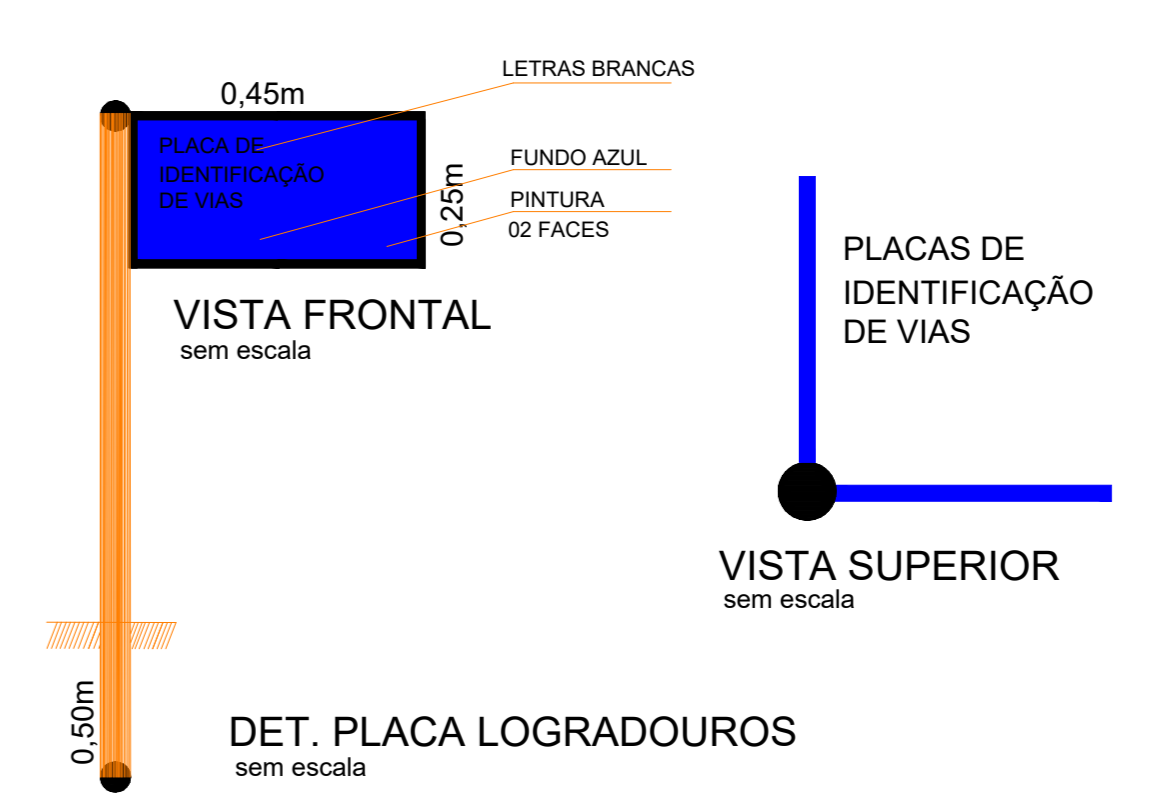 0,45m
LETRAS BRANCAS
PLACA DE
IDENTIFICAÇÃO
DE VIAS
FUNDO AZUL
0,25m
PINTURA
02 FACES
VISTA FRONTAL
sem escala
PLACAS DE
IDENTIFICAÇÃO
DE VIAS
VISTA SUPERIOR
sem escala
0,50m
DET. PLACA LOGRADOUROS
sem escala